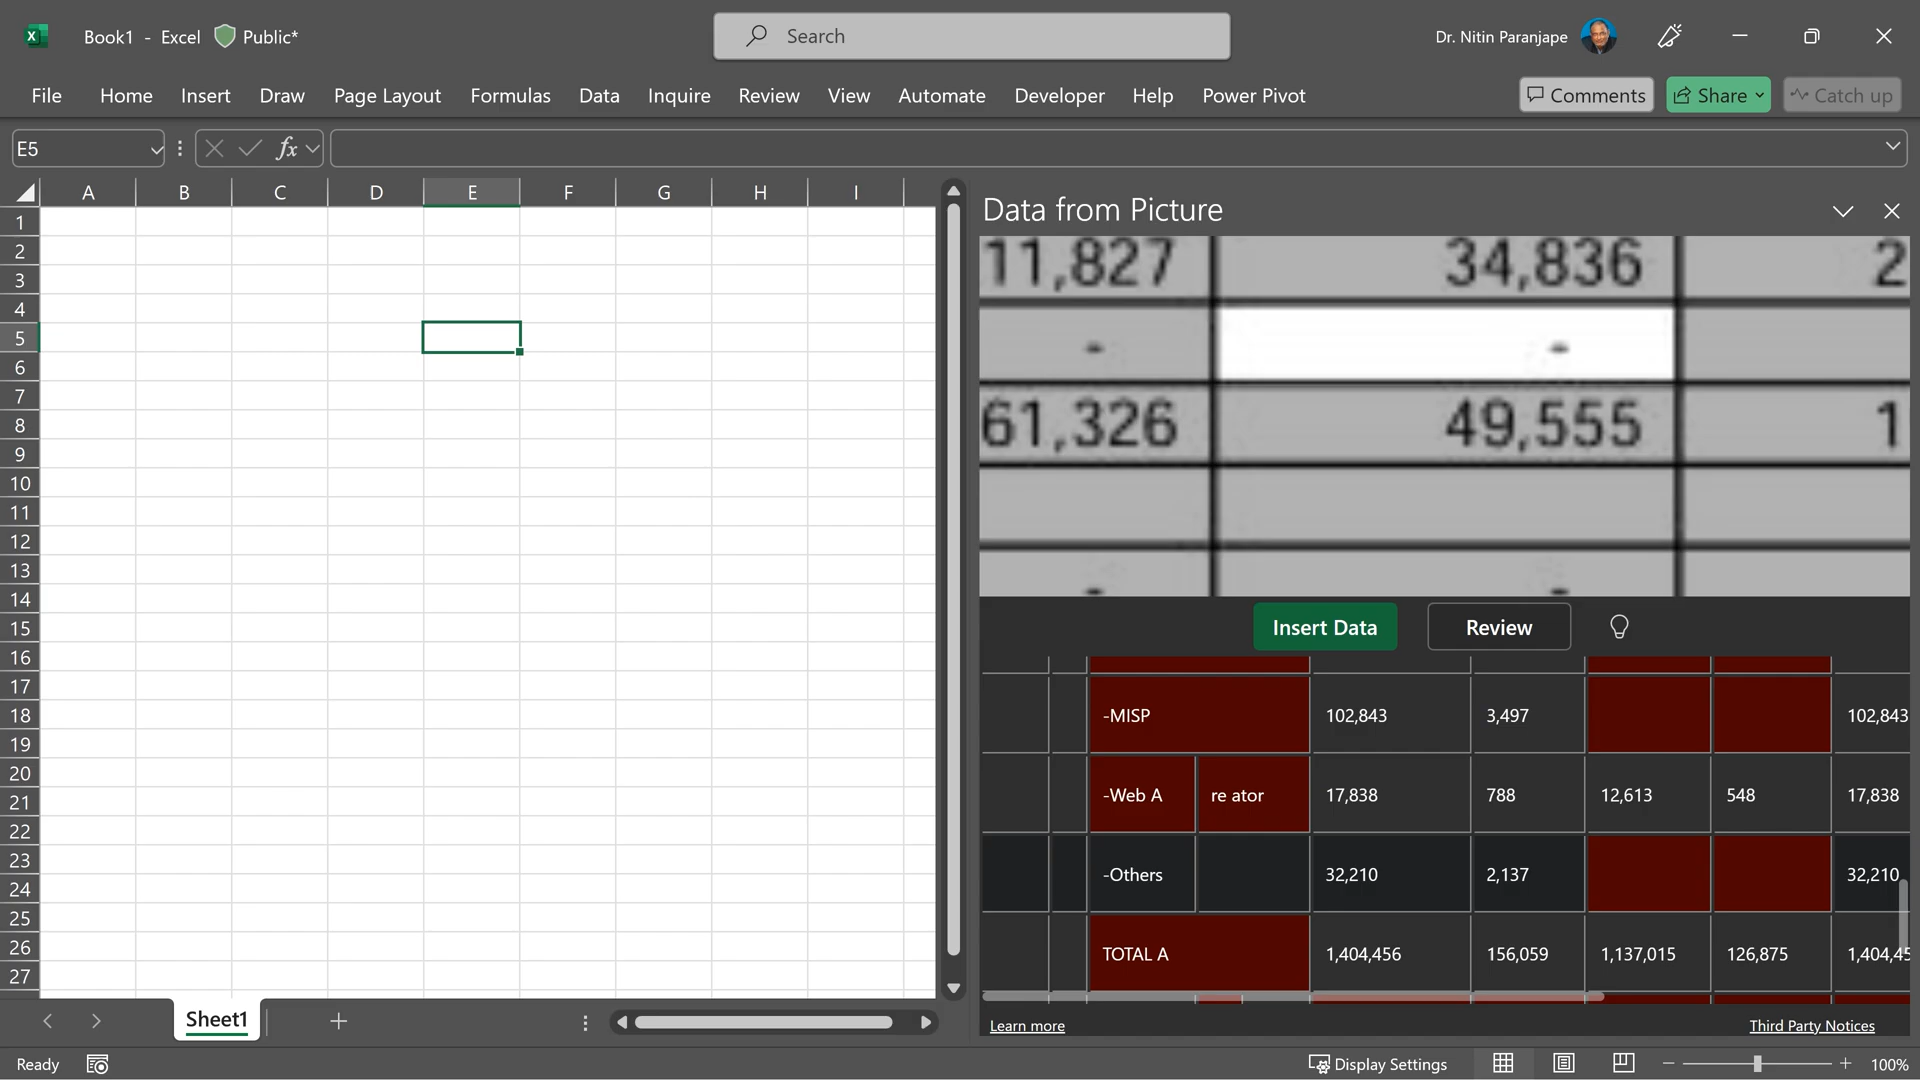 Book1 - Excel Public*
Search
Dr. Nitin Paranjape
File Home Insert Draw Page Layout Formulas Data Inquire Review View Automate Developer Help Power Pivot
Comments Share Catch up
E5 fx
A B C D E F G H I
1
2
3
4
5
6
7
8
9
10
11
12
13
14
15
16
17
18
19
20
21
22
23
24
25
26
27
Data from Picture
11,827 34,836 2
- -
61,326 49,555 1
- -
Insert Data Review
-MISP 102,843 3,497 102,843
-Web A re ator 17,838 788 12,613 548 17,838
-Others 32,210 2,137 32,210
TOTAL A 1,404,456 156,059 1,137,015 126,875 1,404,45
Learn more Third Party Notices
Sheet1
Ready Display Settings 100%